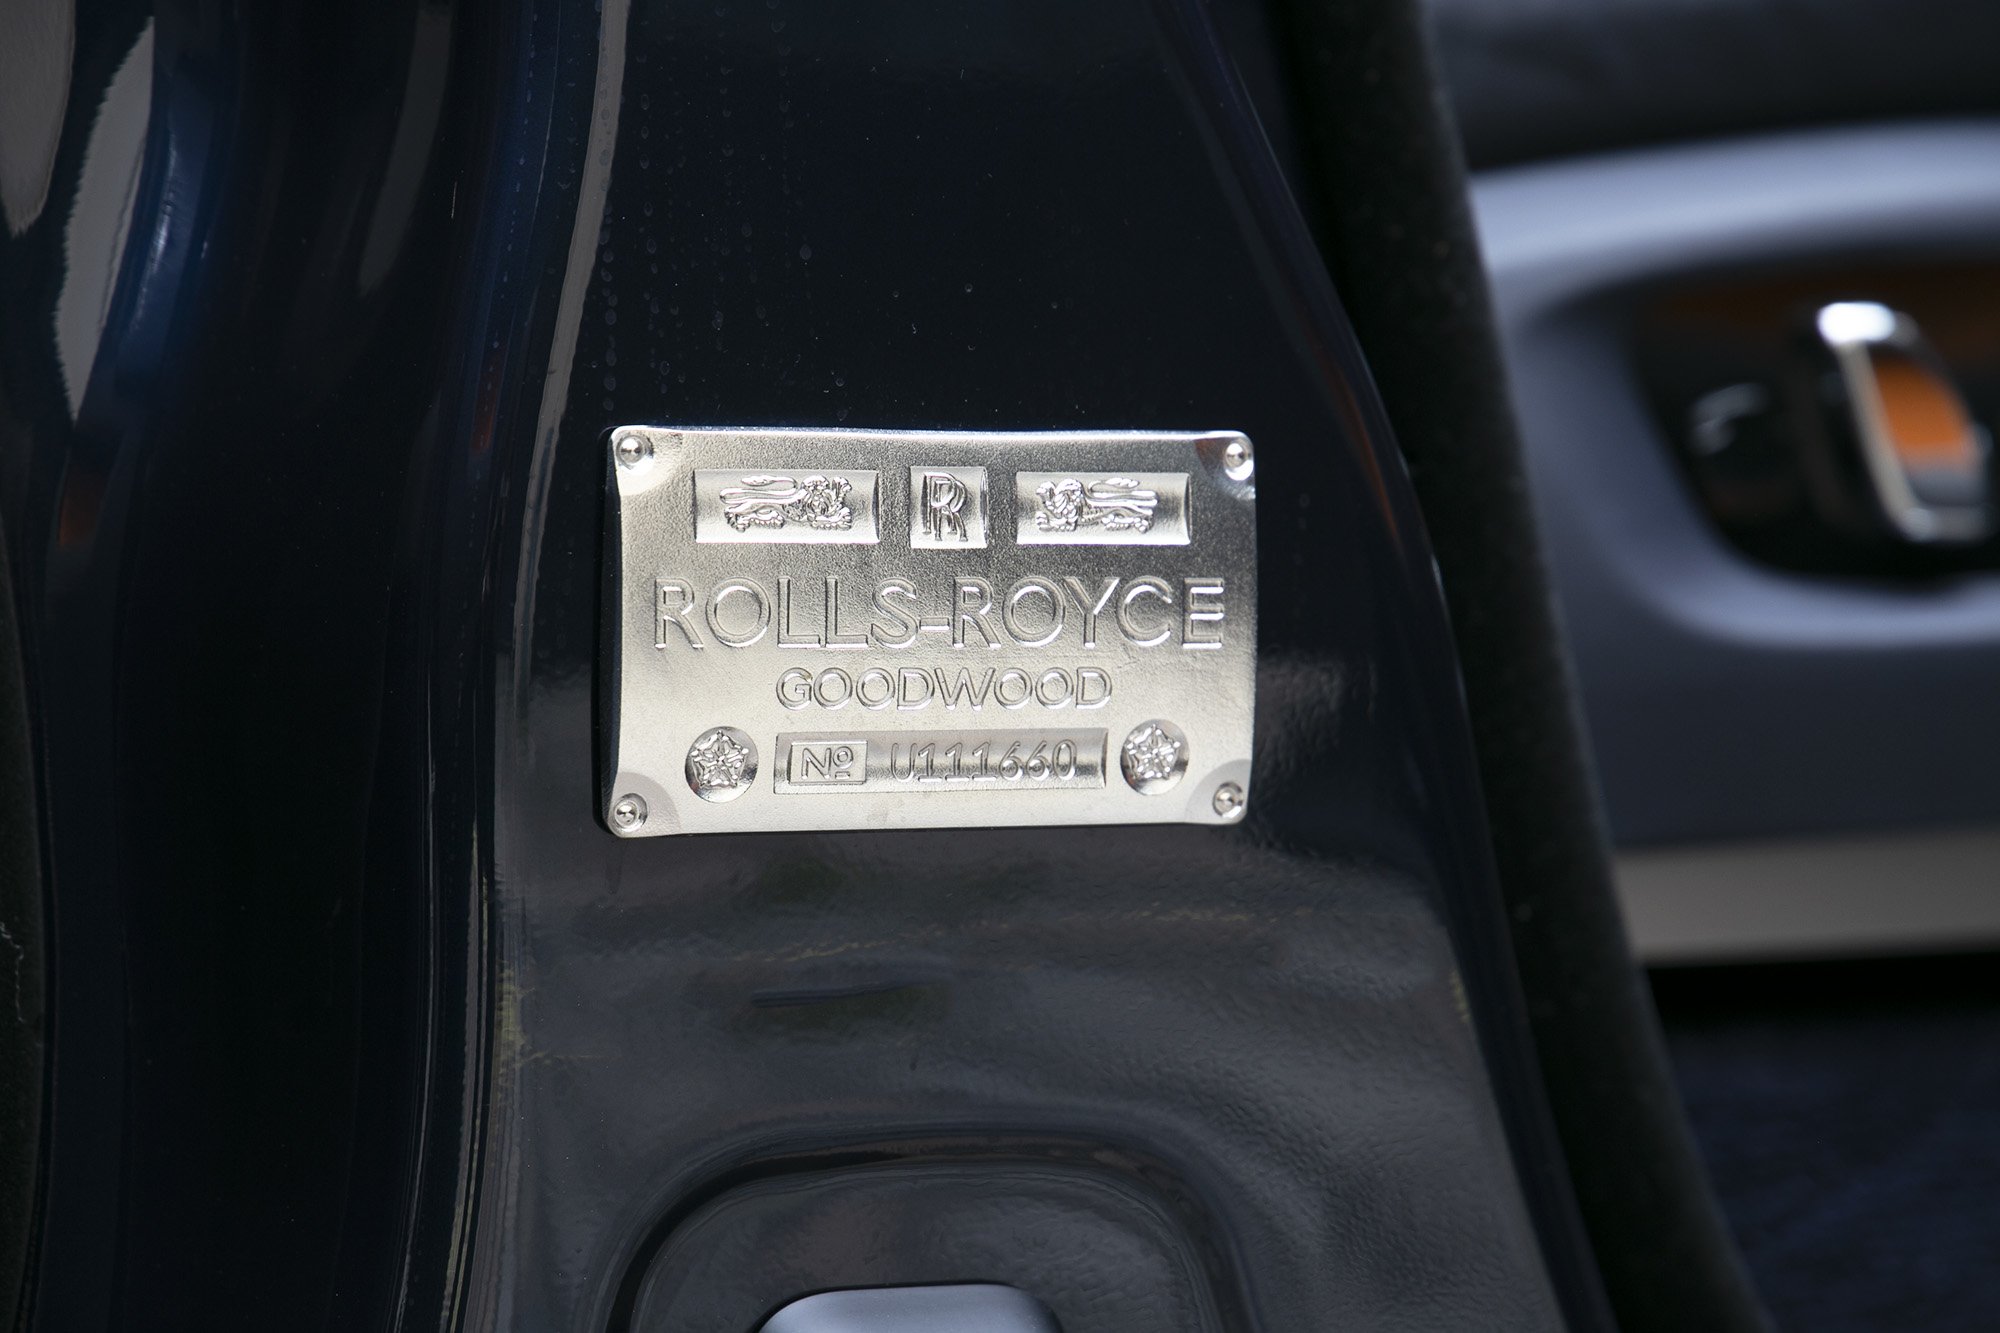 RR
ROLLS-ROYCE
GOODWOOD
Nº U111660